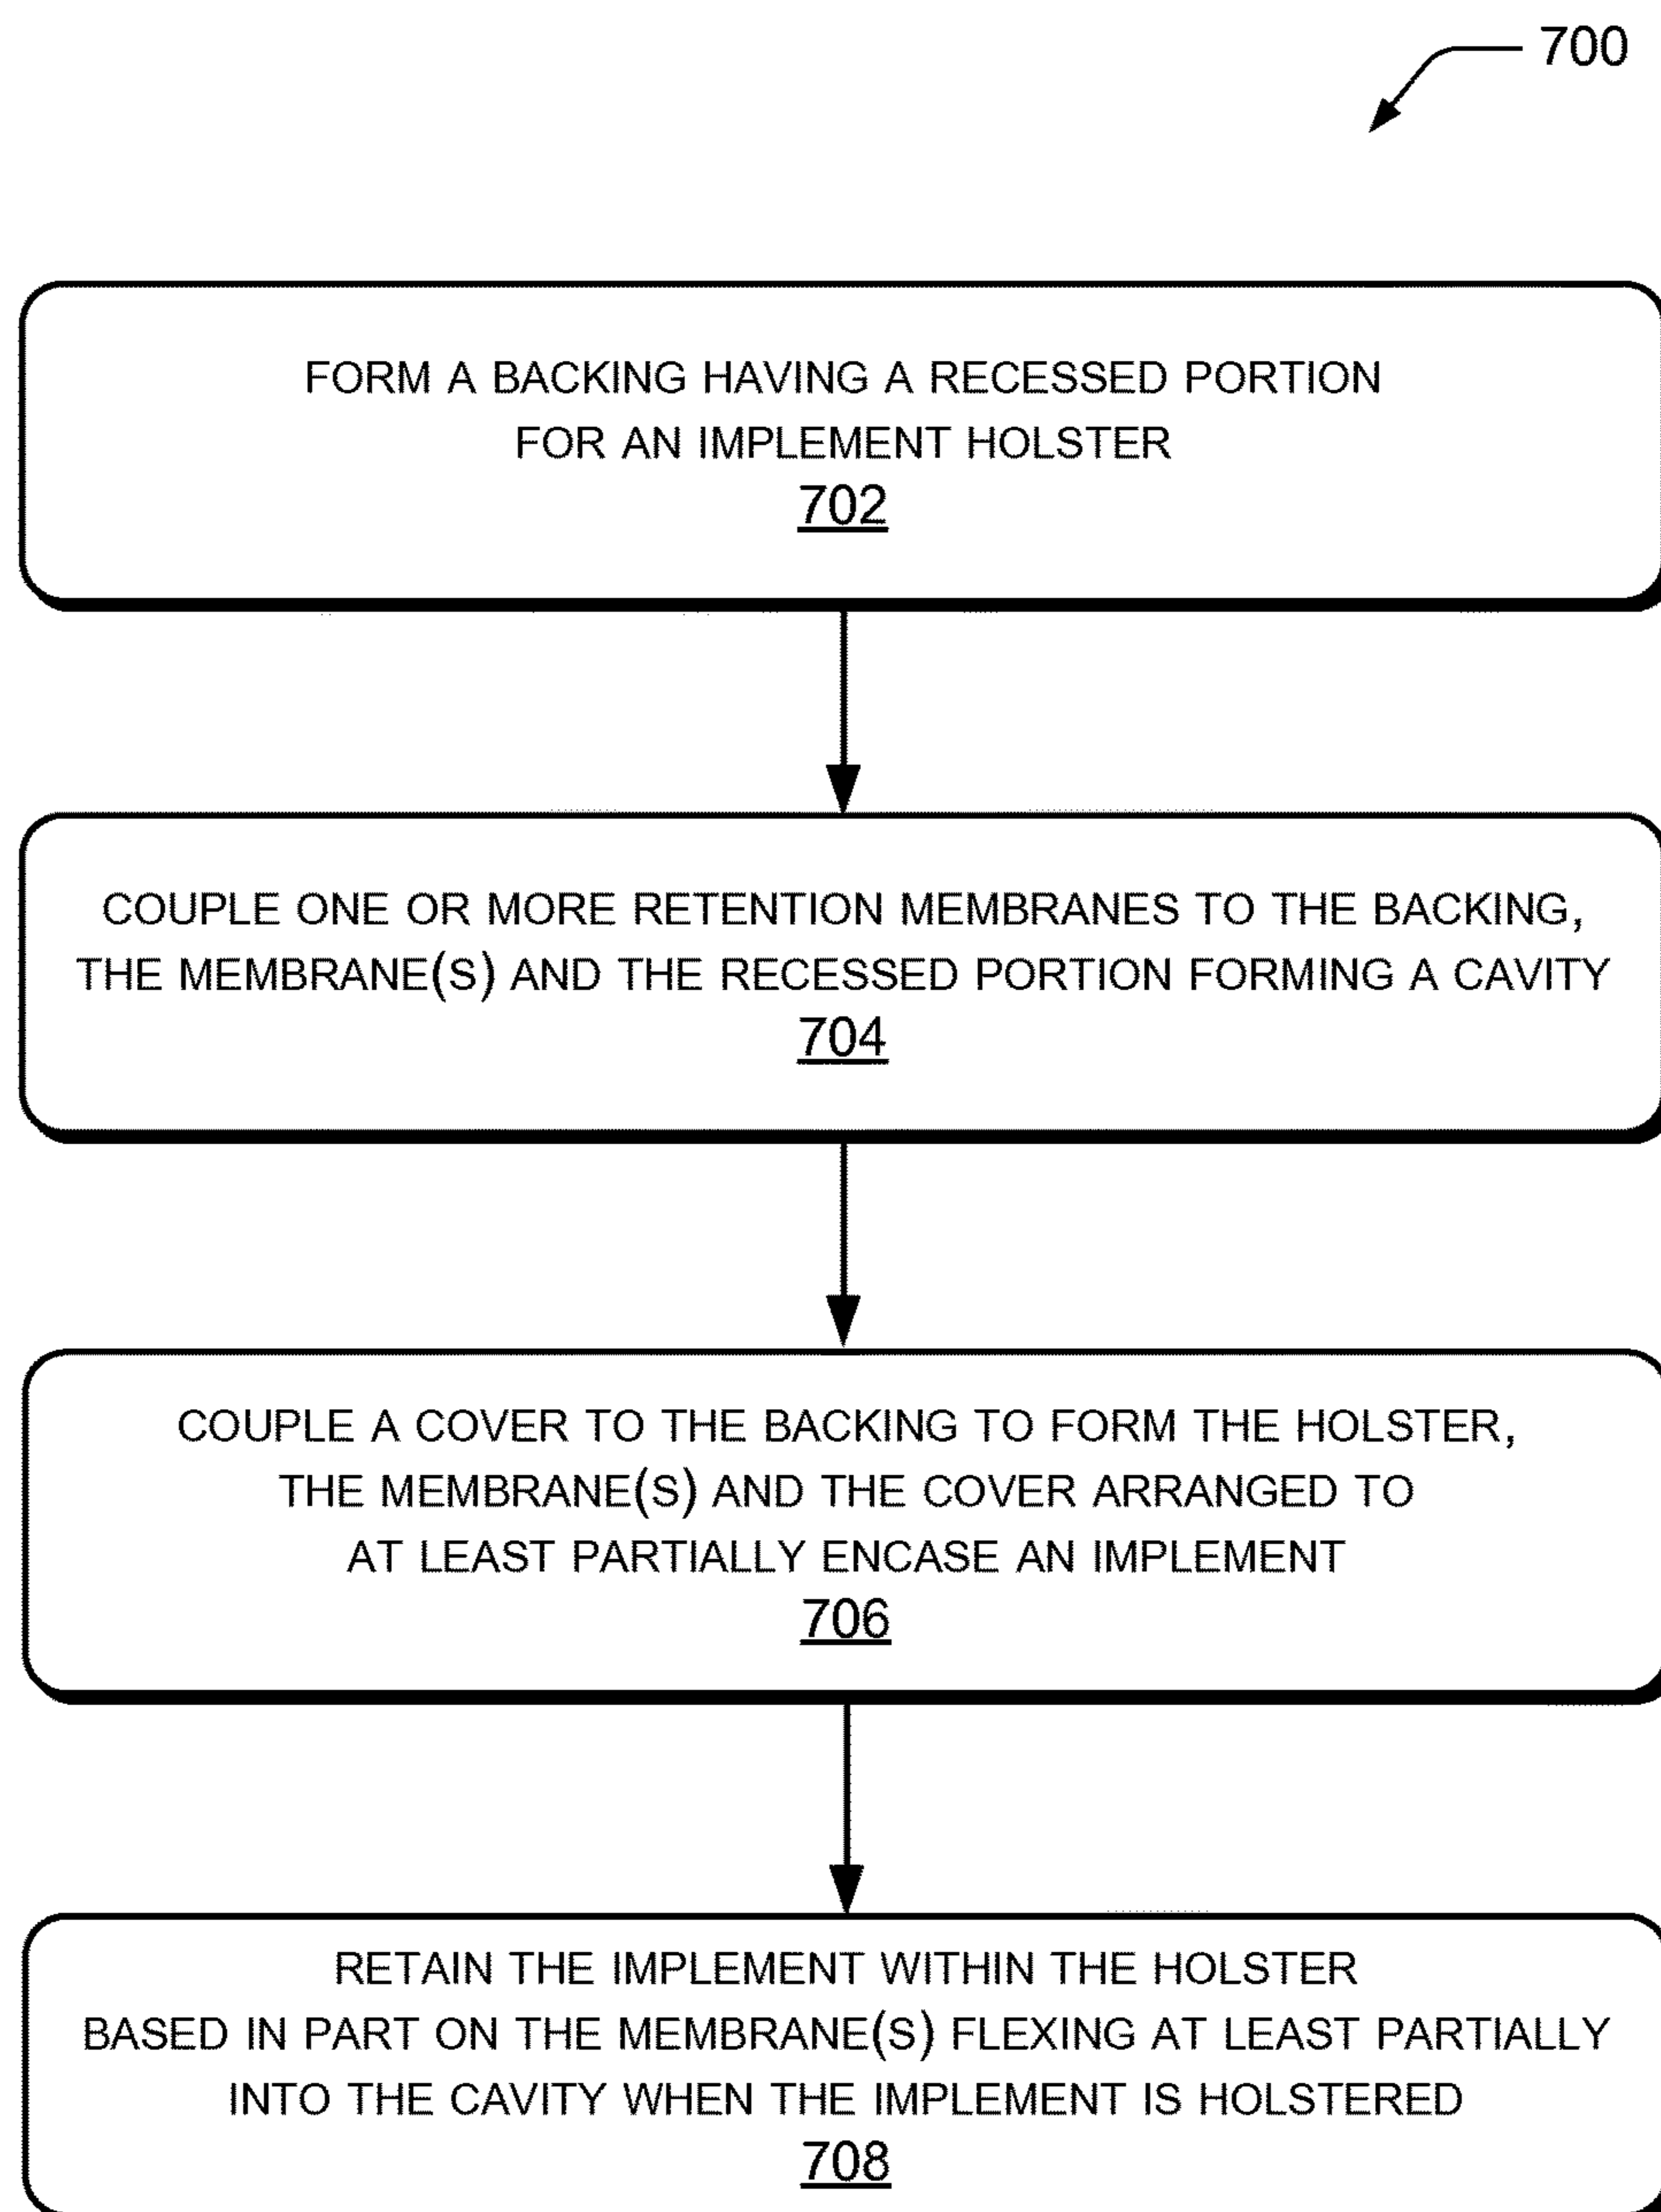 700
FORM A BACKING HAVING A RECESSED PORTION
FOR AN IMPLEMENT HOLSTER
702
COUPLE ONE OR MORE RETENTION MEMBRANES TO THE BACKING,
THE MEMBRANE(S) AND THE RECESSED PORTION FORMING A CAVITY
704
COUPLE A COVER TO THE BACKING TO FORM THE HOLSTER,
THE MEMBRANE(S) AND THE COVER ARRANGED TO
AT LEAST PARTIALLY ENCASE AN IMPLEMENT
706
RETAIN THE IMPLEMENT WITHIN THE HOLSTER
BASED IN PART ON THE MEMBRANE(S) FLEXING AT LEAST PARTIALLY
INTO THE CAVITY WHEN THE IMPLEMENT IS HOLSTERED
708